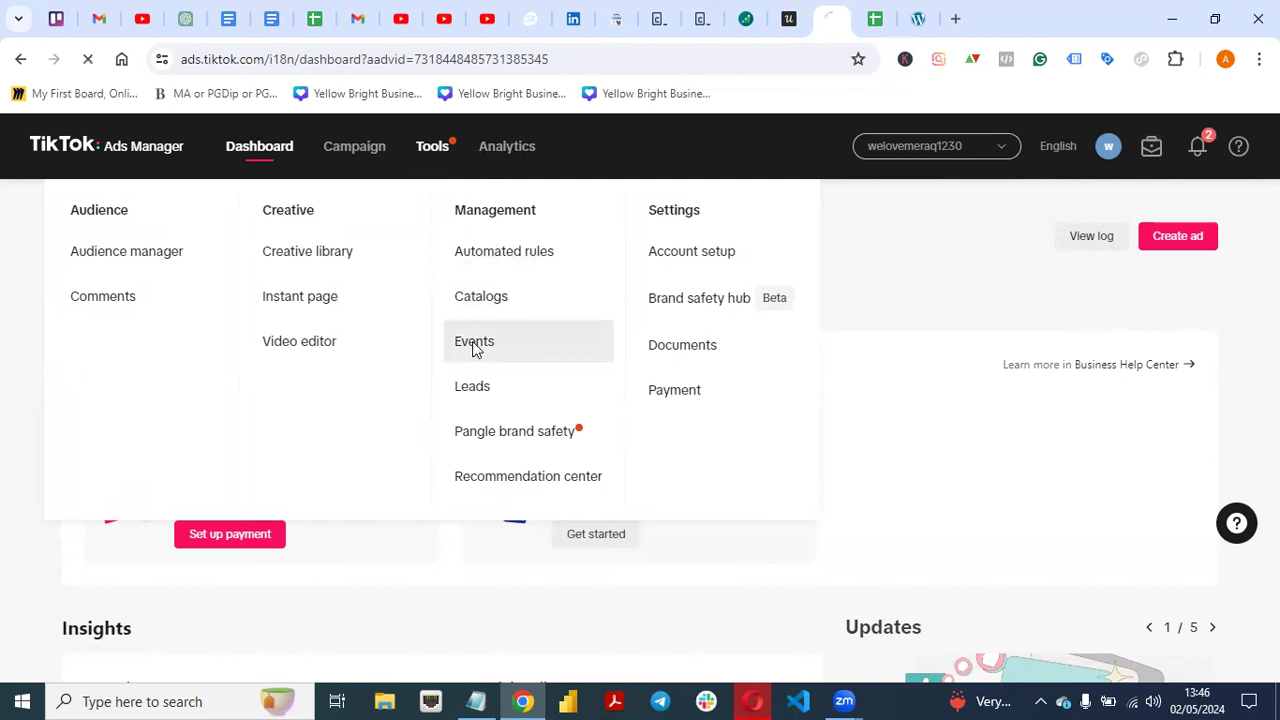 ads.tiktok.com/i18n/dashboard?aadvid=7318448485731385345
A
My First Board, Onli...
MA or PGDip or PG...
Yellow Bright Busine...
Yellow Bright Busine...
Yellow Bright Busine...
TikTok: Ads Manager
Dashboard
Campaign
Tools
Analytics
welovemeraq1230
English
w
2
Audience
Creative
Management
Settings
Audience manager
Creative library
Automated rules
Account setup
View log
Create ad
Comments
Instant page
Catalogs
Brand safety hub Beta
Video editor
Events
Documents
Learn more in Business Help Center
Leads
Payment
Pangle brand safety
Recommendation center
Set up payment
Get started
Insights
Updates
1 / 5
Type here to search
Very...
13:46
02/05/2024